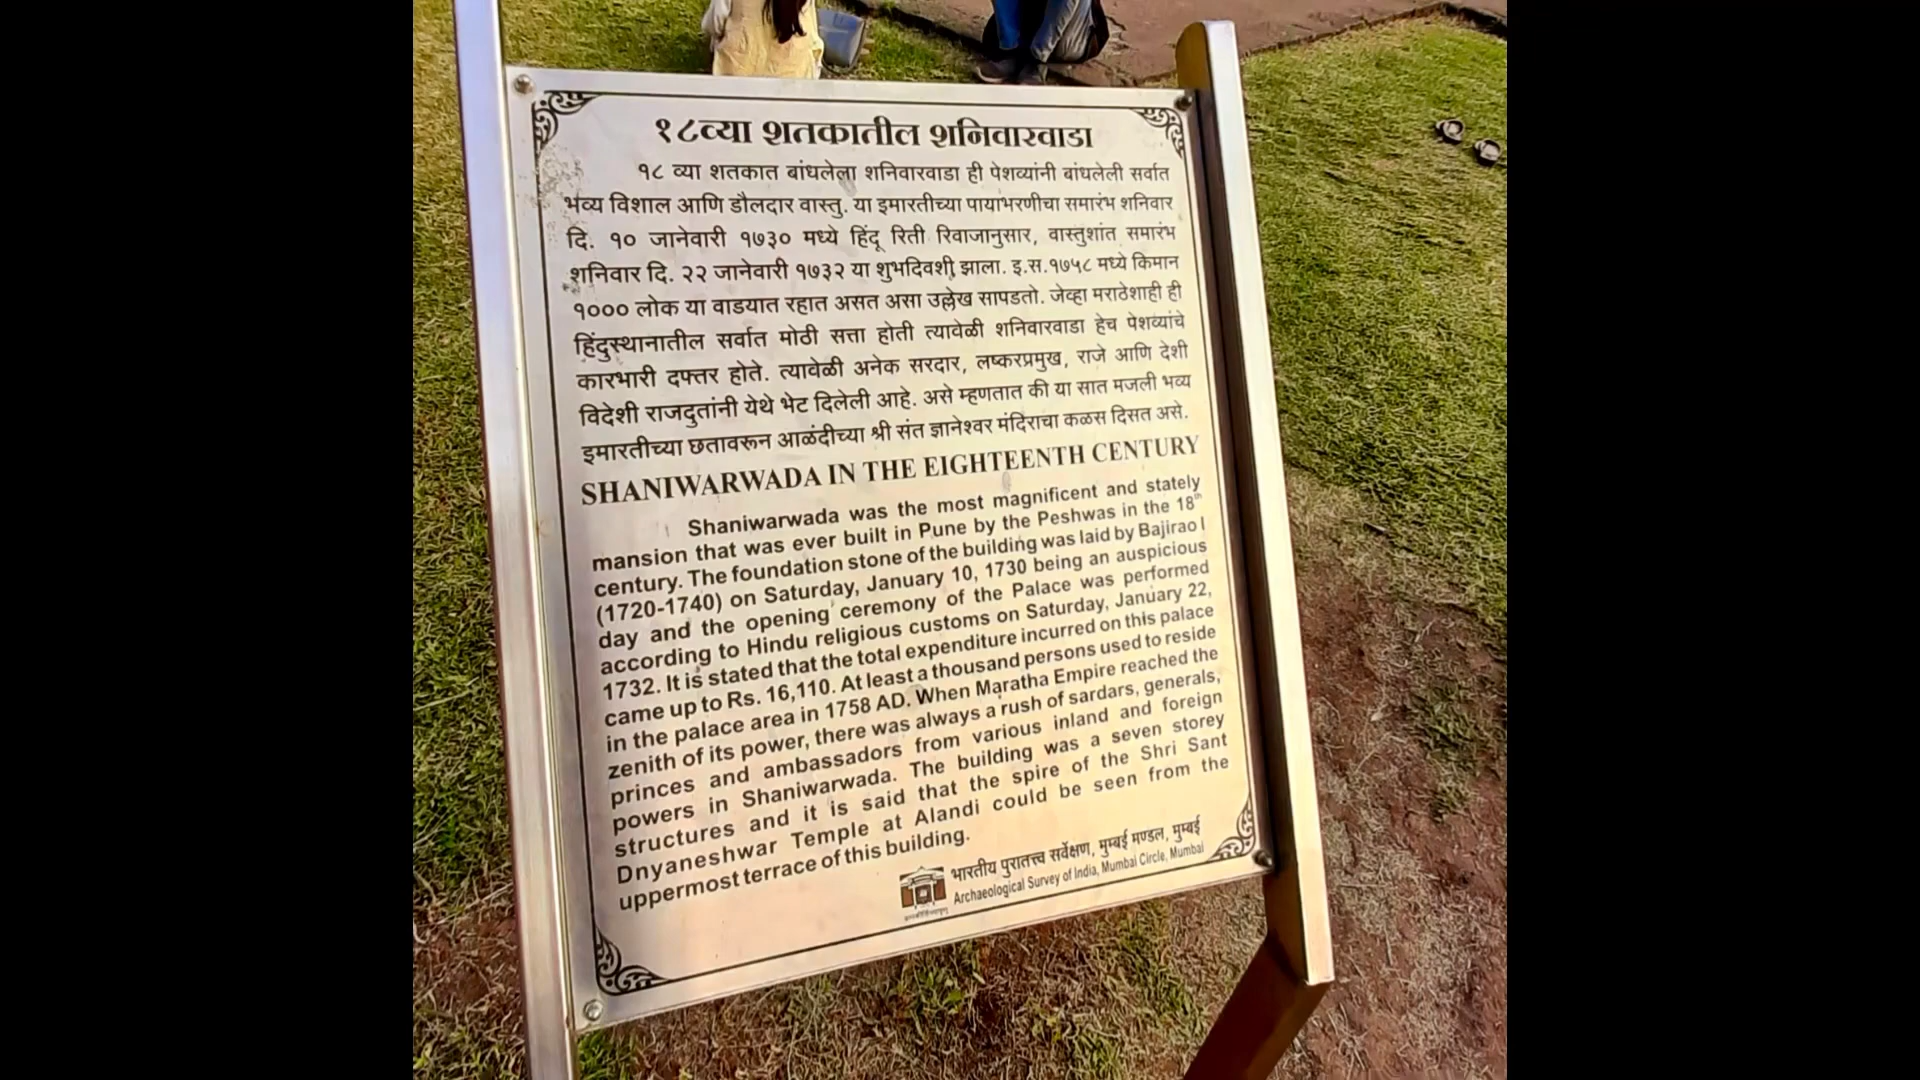 १८व्या शतकातील शनिवारवाडा
१८ व्या शतकात बांधलेला शनिवारवाडा ही पेशव्यांनी बांधलेली सर्वात
भव्य विशाल आणि डौलदार वास्तु. या इमारतीच्या पायाभरणीचा समारंभ शनिवार
दि. १० जानेवारी १७३० मध्ये हिंदू रिती रिवाजानुसार, वास्तुशांत समारंभ
शनिवार दि. २२ जानेवारी १७३२ या शुभदिवशी झाला. इ.स.१७५८ मध्ये किमान
१००० लोक या वाडयात रहात असत असा उल्लेख सापडतो. जेव्हा मराठेशाही ही
हिंदुस्थानातील सर्वात मोठी सत्ता होती त्यावेळी शनिवारवाडा हेच पेशव्यांचे
कारभारी दफ्तर होते. त्यावेळी अनेक सरदार, लष्करप्रमुख, राजे आणि देशी
विदेशी राजदुतांनी येथे भेट दिलेली आहे. असे म्हणतात की या सात मजली भव्य
इमारतीच्या छतावरून आळंदीच्या श्री संत ज्ञानेश्वर मंदिराचा कळस दिसत असे.
SHANIWARWADA IN THE EIGHTEENTH CENTURY
Shaniwarwada was the most magnificent and stately
mansion that was ever built in Pune by the Peshwas in the 18th
century. The foundation stone of the building was laid by Bajirao I
(1720-1740) on Saturday, January 10, 1730 being an auspicious
day and the opening ceremony of the Palace was performed
according to Hindu religious customs on Saturday, January 22,
1732. It is stated that the total expenditure incurred on this palace
came up to Rs. 16,110. At least a thousand persons used to reside
in the palace area in 1758 AD. When Maratha Empire reached the
zenith of its power, there was always a rush of sardars, generals,
princes and ambassadors from various inland and foreign
powers in Shaniwarwada. The building was a seven storey
structures and it is said that the spire of the Shri Sant
Dnyaneshwar Temple at Alandi could be seen from the
uppermost terrace of this building.
भारतीय पुरातत्त्व सर्वेक्षण, मुम्बई मण्डल, मुम्बई
Archaeological Survey of India, Mumbai Circle, Mumbai